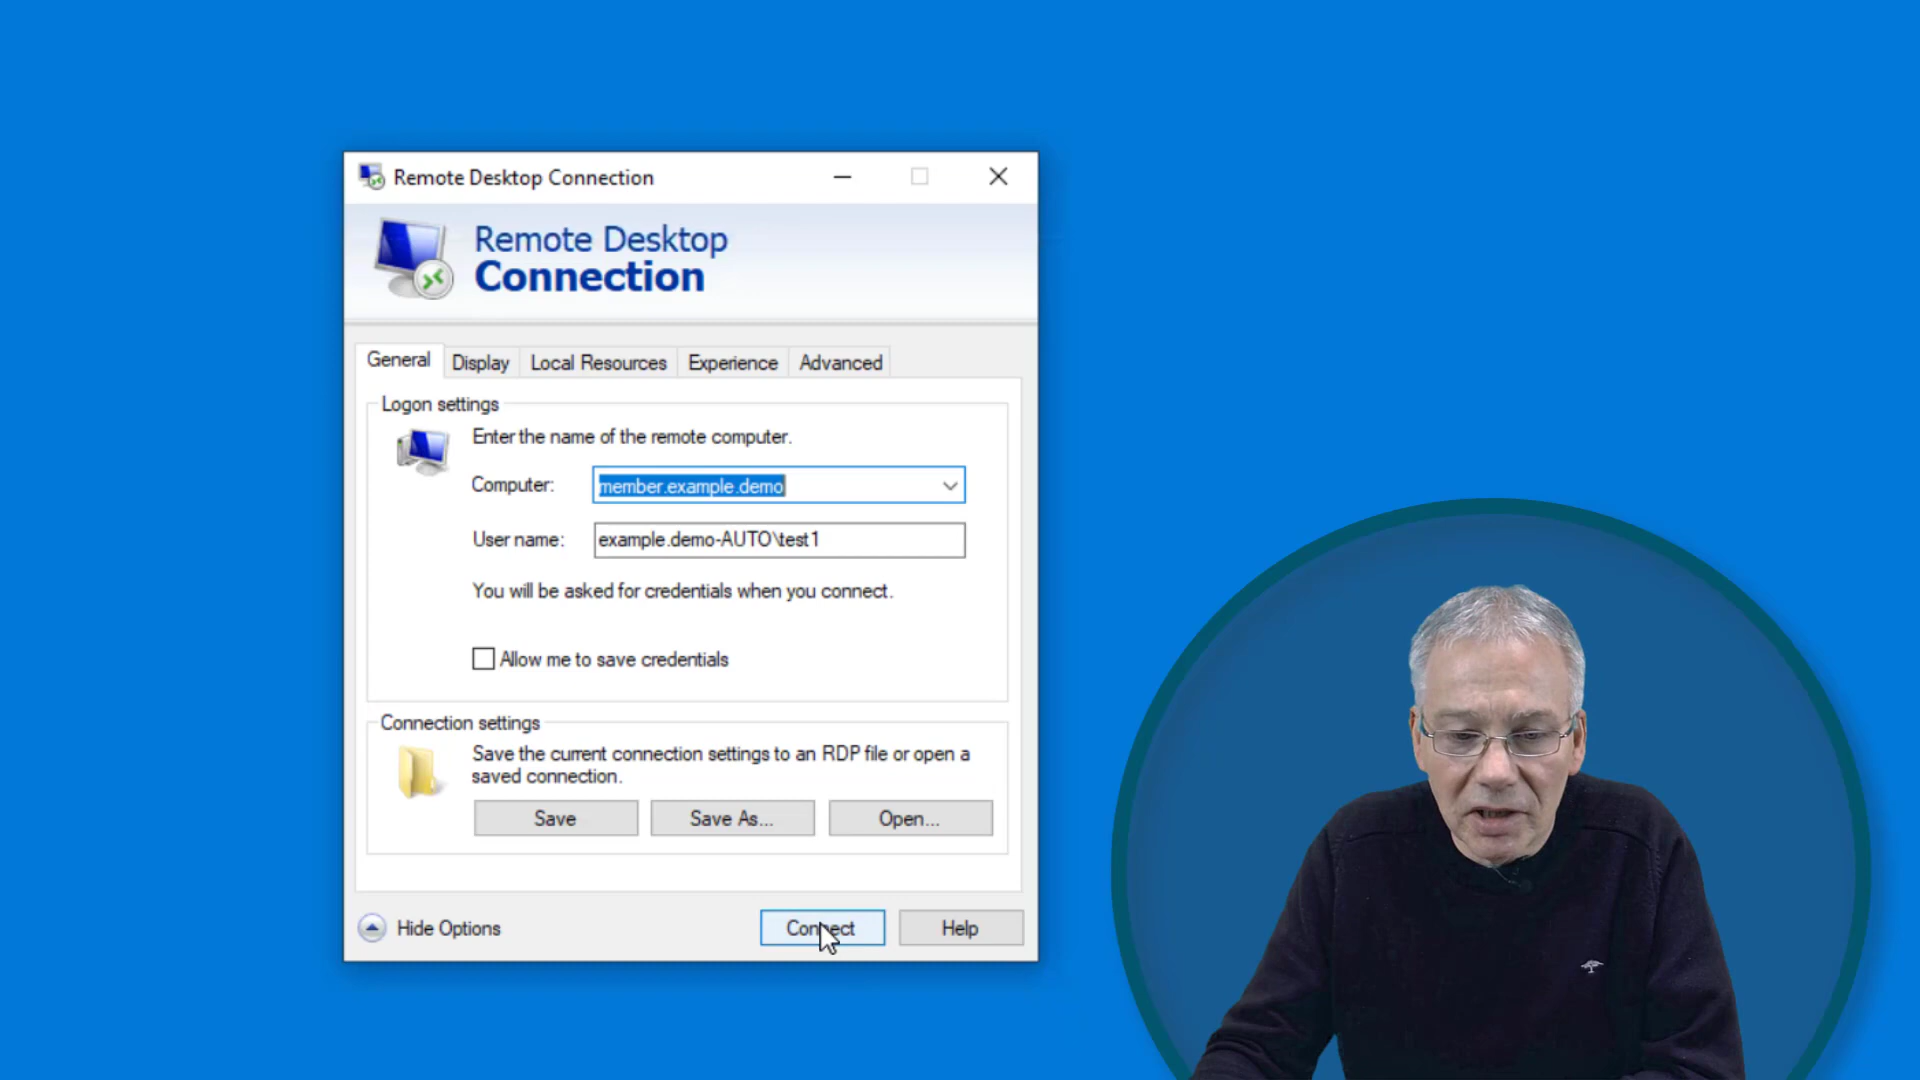 Remote Desktop Connection
Remote Desktop
Connection
General Display Local Resources Experience Advanced
Logon settings
Enter the name of the remote computer.
Computer: member.example.demo
User name: example.demo-AUTO\test1
You will be asked for credentials when you connect.
Allow me to save credentials
Connection settings
Save the current connection settings to an RDP file or open a
saved connection.
Save Save As... Open...
Hide Options Connect Help